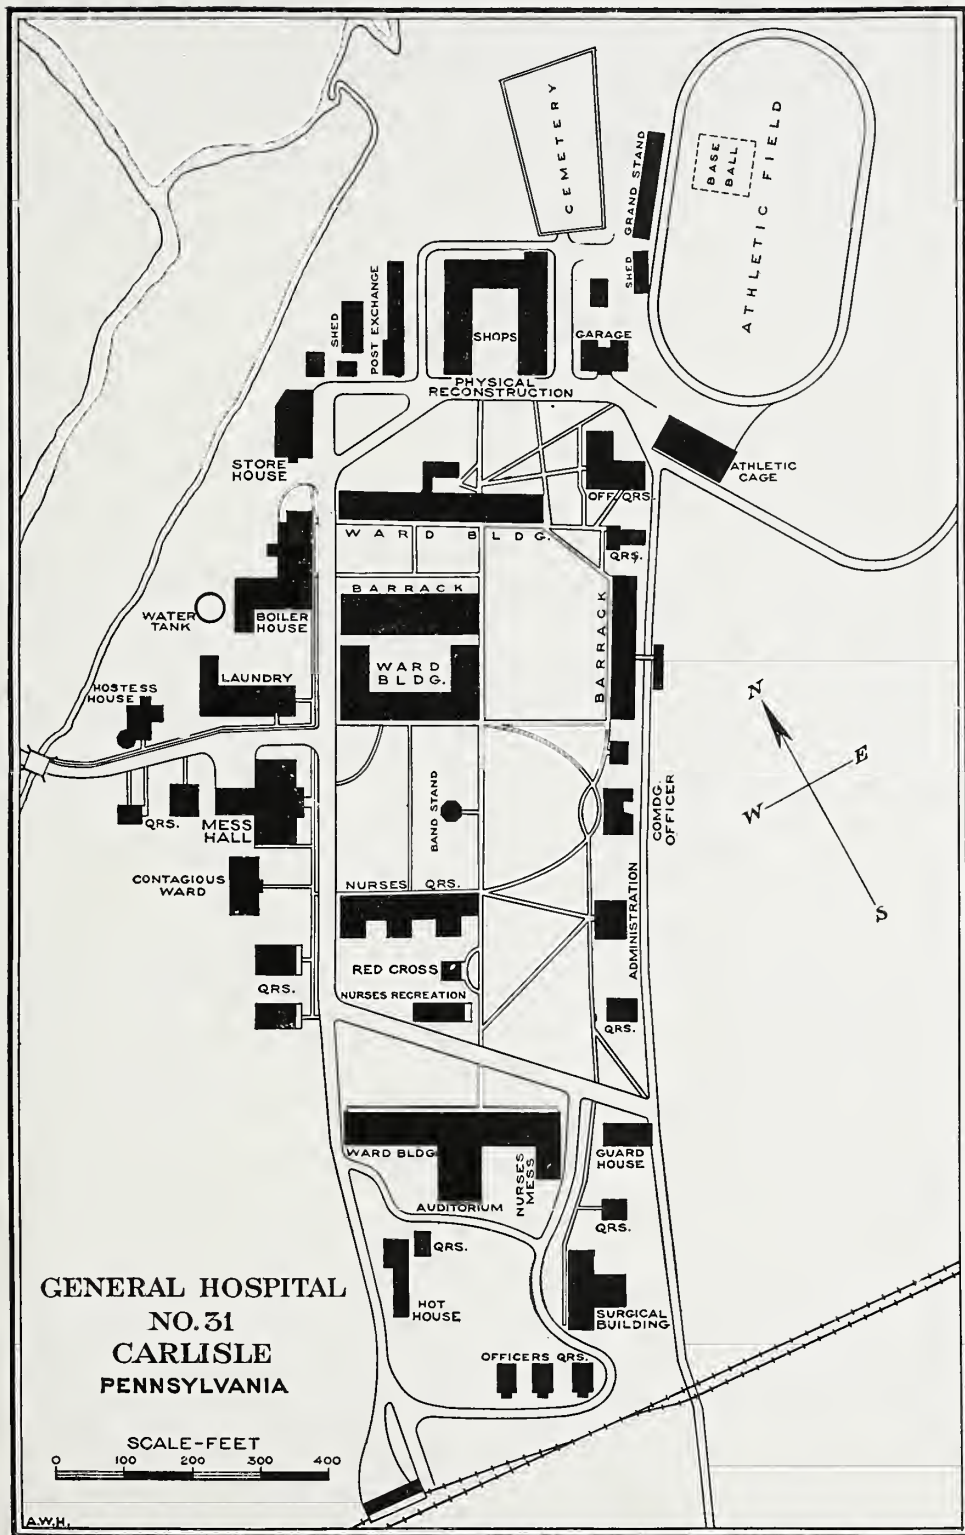 CEMETERY
GRAND STAND
BASE
BALL
ATHLETIC FIELD
SHED
POST EXCHANGE
SHED
SHOPS
GARAGE
PHYSICAL
RECONSTRUCTION
STORE
HOUSE
ATHLETIC
CAGE
OFF. QRS.
WARD BLDG.
QRS.
BARRACK
BARRACK
WATER
TANK
BOILER
HOUSE
WARD
BLDG.
LAUNDRY
HOSTESS
HOUSE
N
E
W
S
QRS.
MESS
HALL
BAND STAND
COMDG.
OFFICER
CONTAGIOUS
WARD
NURSES QRS.
ADMINISTRATION
RED CROSS
QRS.
NURSES RECREATION
QRS.
WARD BLDG
NURSES
MESS
GUARD
HOUSE
AUDITORIUM
QRS.
QRS.
HOT
HOUSE
SURGICAL
BUILDING
OFFICERS QRS.
GENERAL HOSPITAL
NO. 31
CARLISLE
PENNSYLVANIA
SCALE-FEET
0 100 200 300 400
A.W.H.